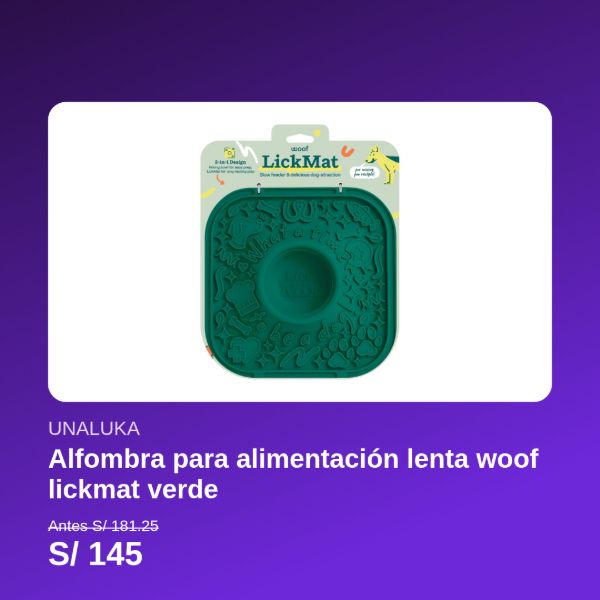 woof
2-in-1 Design
LickMat
Slow feeder & delicious dog-straction
UNALUKA
Alfombra para alimentación lenta woof
lickmat verde
Antes S/ 181.25
S/ 145